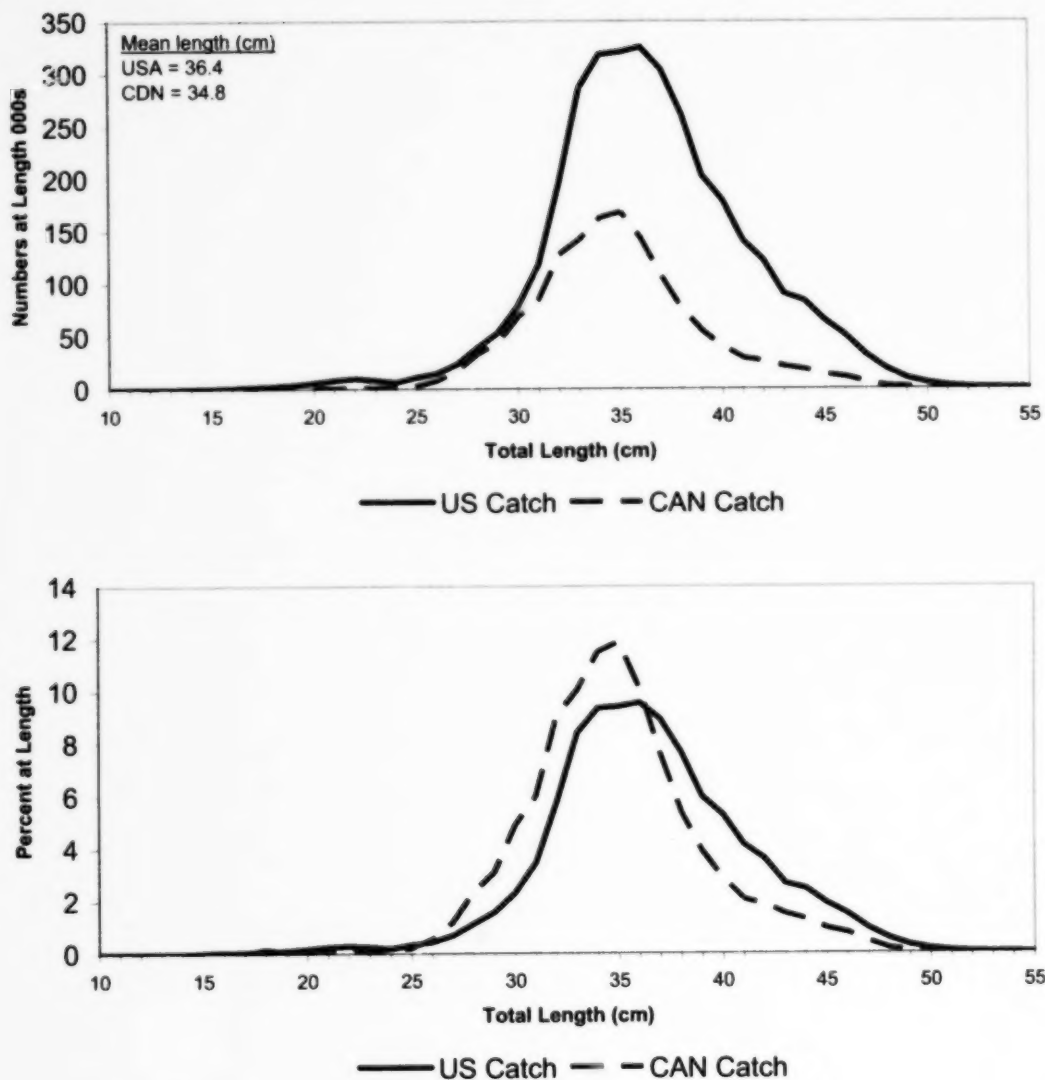 Mean length (cm)
USA = 36.4
CDN = 34.8
Numbers at Length 000s
350
300
250
200
150
100
50
0
10 15 20 25 30 35 40 45 50 55
Total Length (cm)
US Catch CAN Catch
Percent at Length
14
12
10
8
6
4
2
0
10 15 20 25 30 35 40 45 50 55
Total Length (cm)
US Catch CAN Catch